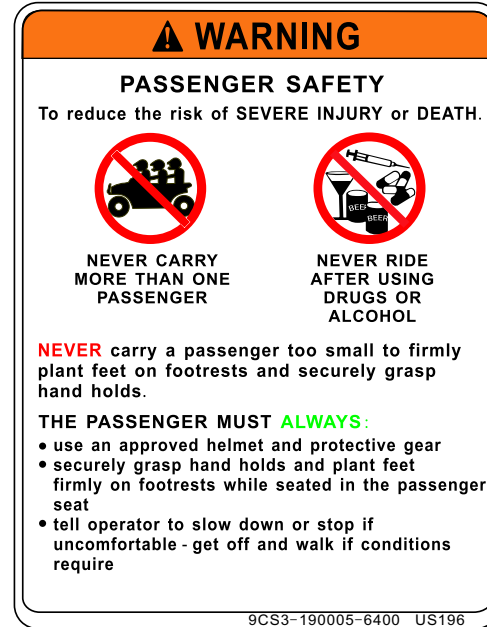 WARNING
PASSENGER SAFETY
To reduce the risk of SEVERE INJURY or DEATH.
BEER
BEER
NEVER CARRY
MORE THAN ONE
PASSENGER
NEVER RIDE
AFTER USING
DRUGS OR
ALCOHOL
NEVER carry a passenger too small to firmly
plant feet on footrests and securely grasp
hand holds.
THE PASSENGER MUST ALWAYS:
• use an approved helmet and protective gear
• securely grasp hand holds and plant feet
firmly on footrests while seated in the passenger
seat
• tell operator to slow down or stop if
uncomfortable - get off and walk if conditions
require
9CS3-190005-6400 US196